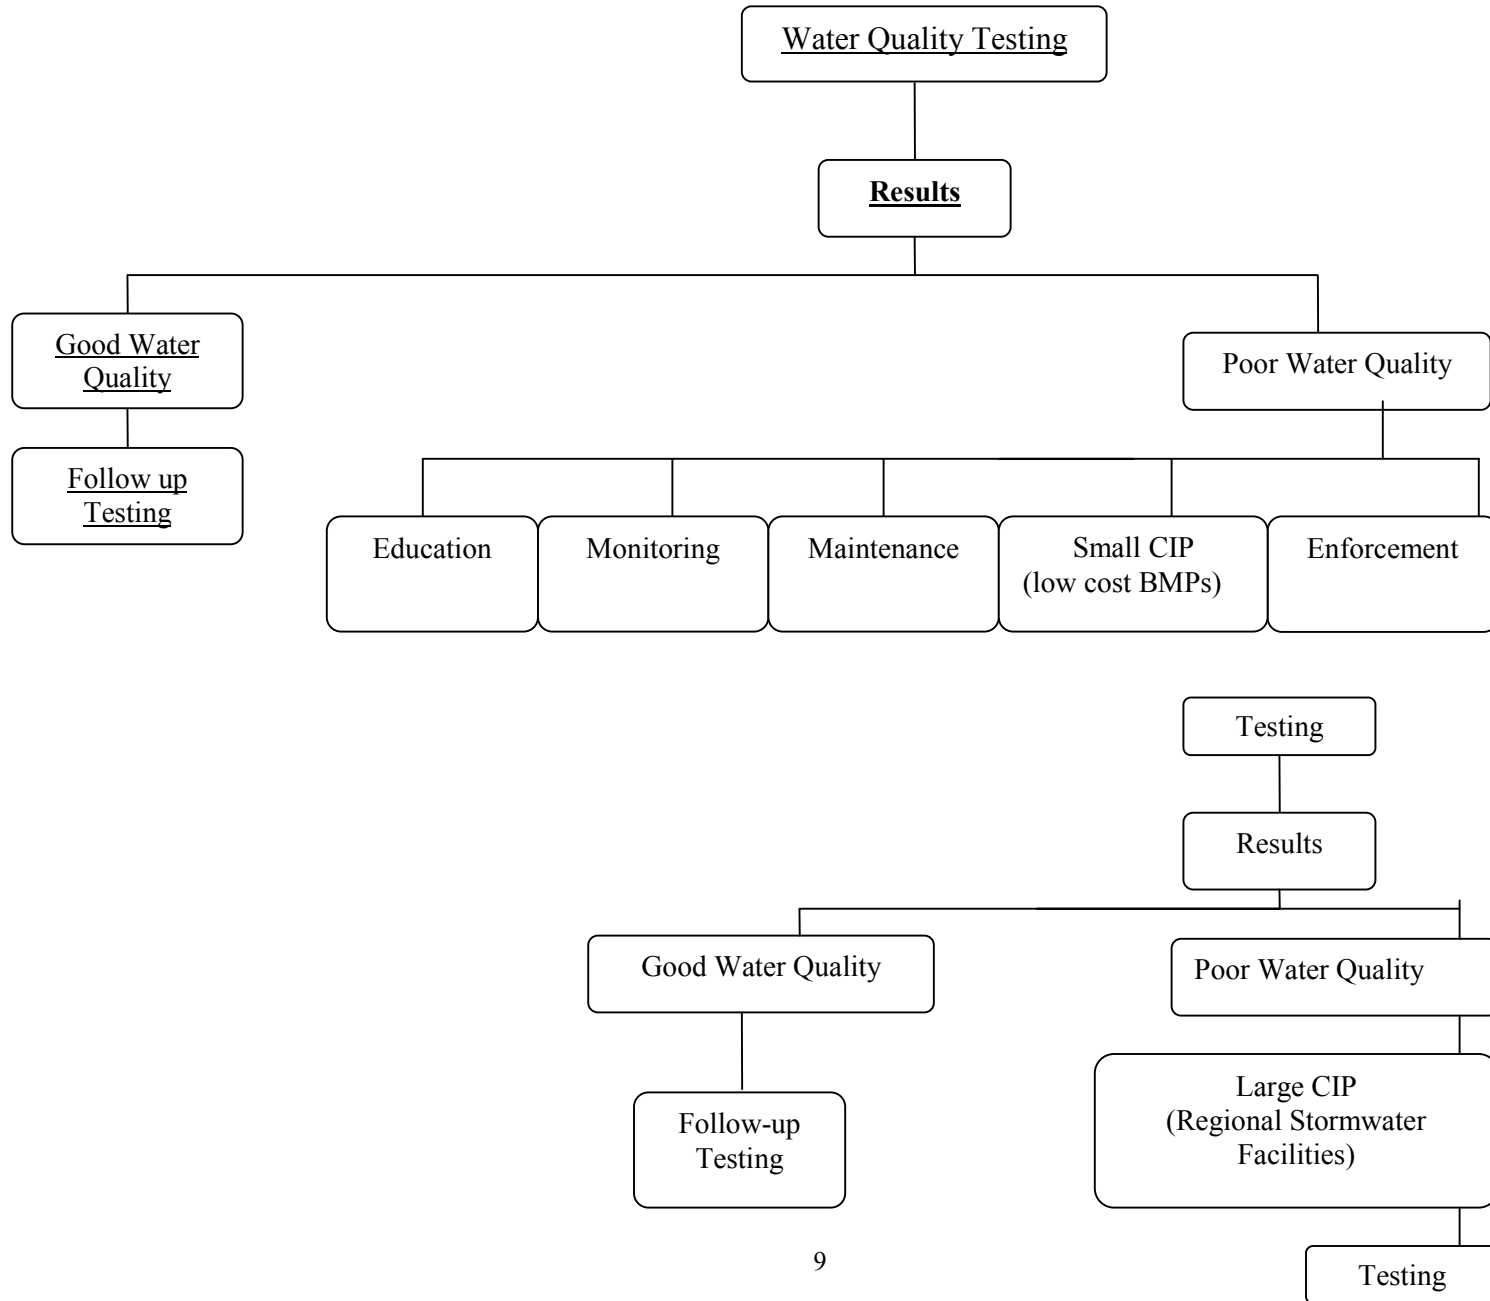 Water Quality Testing
Results
Good Water
Quality
Poor Water Quality
Follow up
Testing
Education
Monitoring
Maintenance
Small CIP
(low cost BMPs)
Enforcement
Testing
Results
Good Water Quality
Poor Water Quality
Large CIP
(Regional Stormwater
Facilities)
Follow-up
Testing
9
Testing